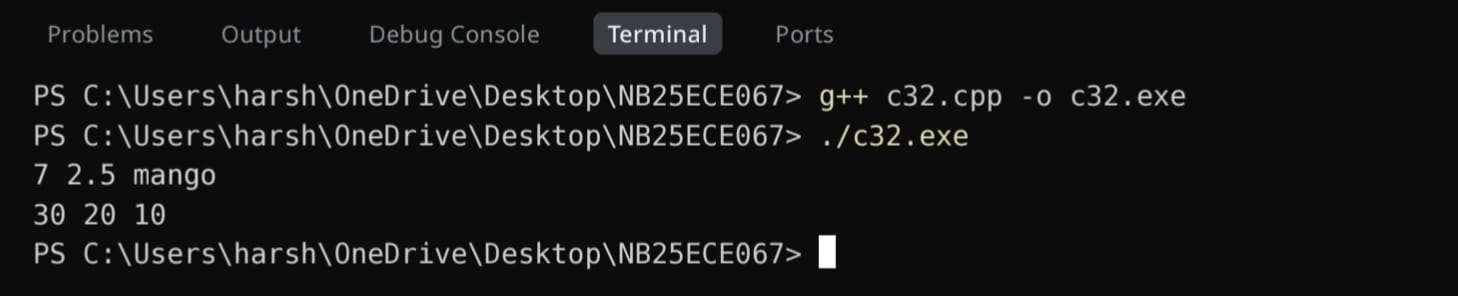 Problems Output Debug Console Terminal Ports
PS C:\Users\harsh\OneDrive\Desktop\NB25ECE067> g++ c32.cpp -o c32.exe
PS C:\Users\harsh\OneDrive\Desktop\NB25ECE067> ./c32.exe
7 2.5 mango
30 20 10
PS C:\Users\harsh\OneDrive\Desktop\NB25ECE067>